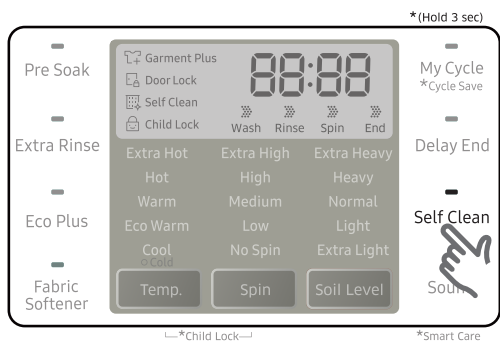 *(Hold 3 sec)
Pre Soak
Extra Rinse
Eco Plus
Fabric
Softener
Garment Plus
Door Lock
Self Clean
Child Lock
88:88
Wash Rinse Spin End
Extra Hot Extra High Extra Heavy
Hot High Heavy
Warm Medium Normal
Eco Warm Low Light
Cool No Spin Extra Light
Cold
Temp. Spin Soil Level
My Cycle
*Cycle Save
Delay End
Self Clean
*Child Lock
*Smart Care